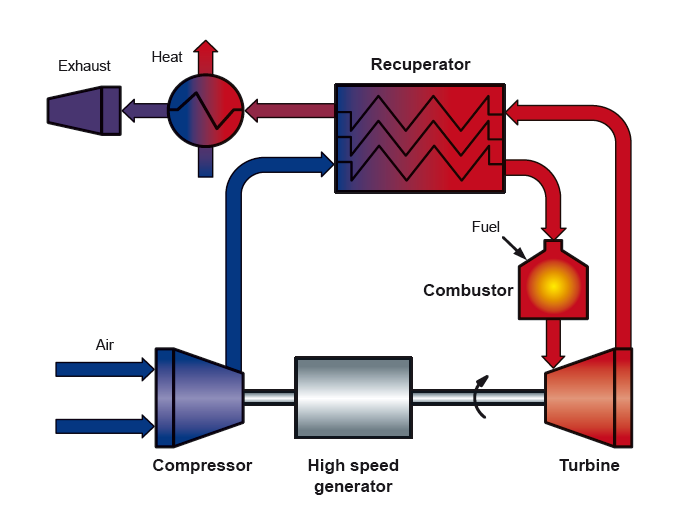 Heat
Exhaust
Recuperator
Fuel
Combustor
Air
Compressor
High speed
generator
Turbine